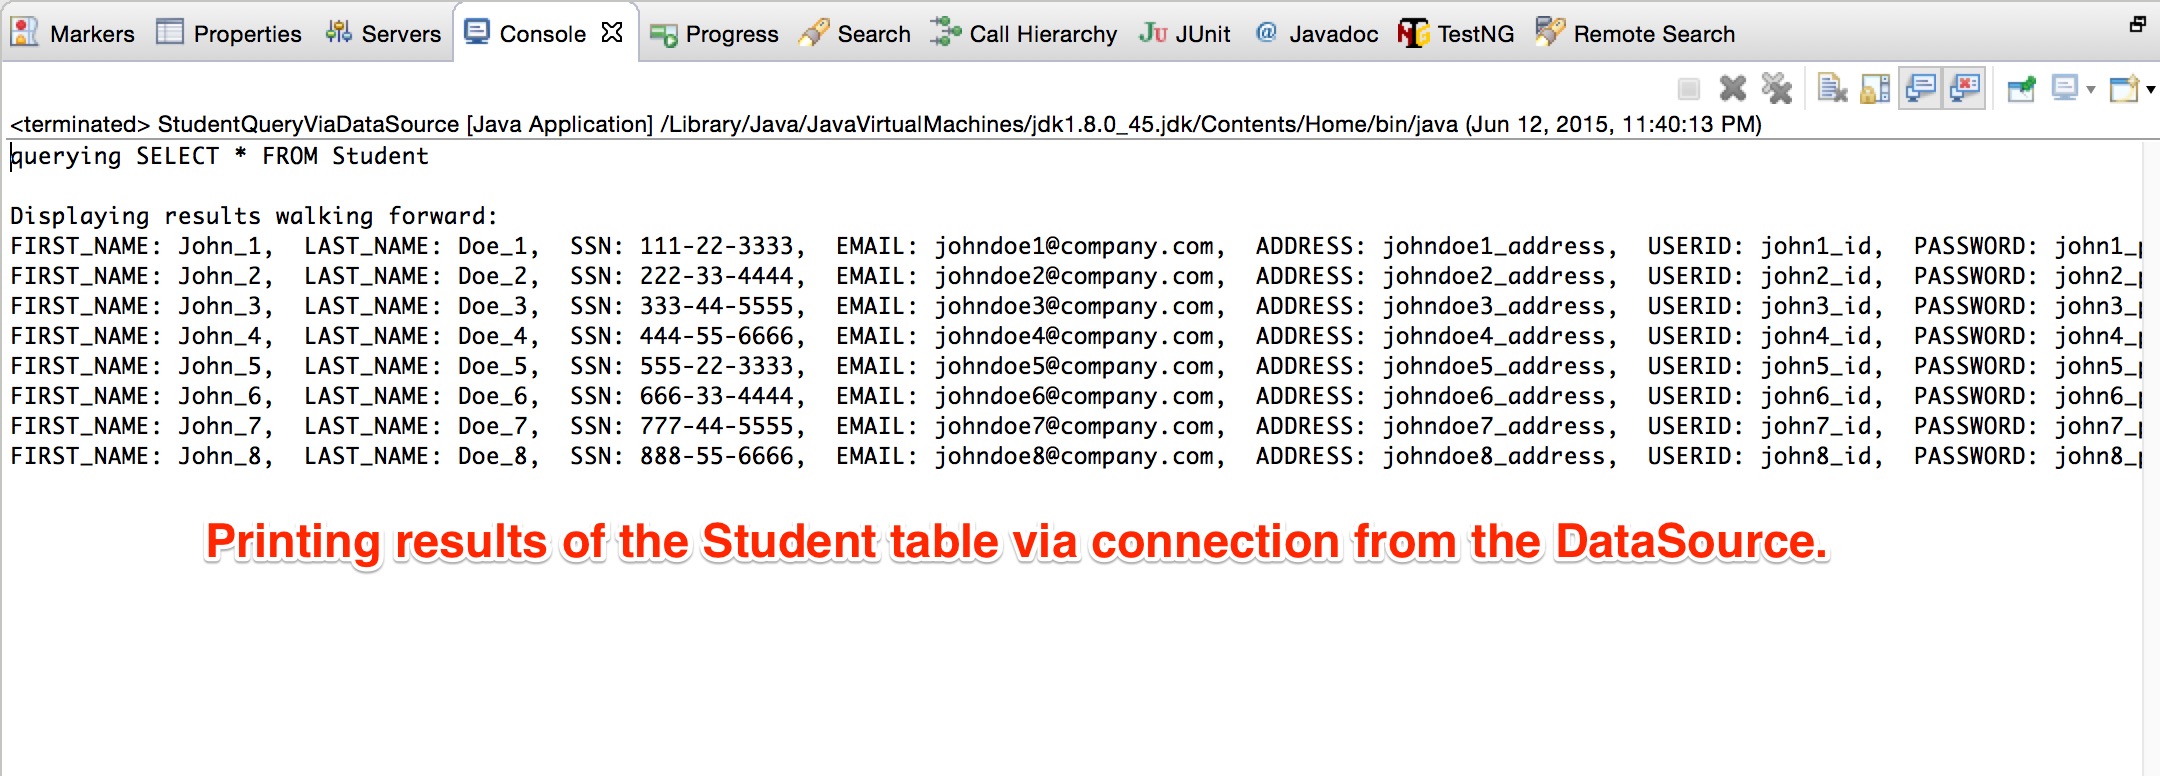 Markers Properties Servers Console Progress Search Call Hierarchy JUnit Javadoc TestNG Remote Search
<terminated> StudentQueryViaDataSource [Java Application] /Library/Java/JavaVirtualMachines/jdk1.8.0_45.jdk/Contents/Home/bin/java (Jun 12, 2015, 11:40:13 PM)
querying SELECT * FROM Student
Displaying results walking forward:
FIRST_NAME: John_1, LAST_NAME: Doe_1, SSN: 111-22-3333, EMAIL: johndoe1@company.com, ADDRESS: johndoe1_address, USERID: john1_id, PASSWORD: john1_
FIRST_NAME: John_2, LAST_NAME: Doe_2, SSN: 222-33-4444, EMAIL: johndoe2@company.com, ADDRESS: johndoe2_address, USERID: john2_id, PASSWORD: john2_
FIRST_NAME: John_3, LAST_NAME: Doe_3, SSN: 333-44-5555, EMAIL: johndoe3@company.com, ADDRESS: johndoe3_address, USERID: john3_id, PASSWORD: john3_
FIRST_NAME: John_4, LAST_NAME: Doe_4, SSN: 444-55-6666, EMAIL: johndoe4@company.com, ADDRESS: johndoe4_address, USERID: john4_id, PASSWORD: john4_
FIRST_NAME: John_5, LAST_NAME: Doe_5, SSN: 555-22-3333, EMAIL: johndoe5@company.com, ADDRESS: johndoe5_address, USERID: john5_id, PASSWORD: john5_
FIRST_NAME: John_6, LAST_NAME: Doe_6, SSN: 666-33-4444, EMAIL: johndoe6@company.com, ADDRESS: johndoe6_address, USERID: john6_id, PASSWORD: john6_
FIRST_NAME: John_7, LAST_NAME: Doe_7, SSN: 777-44-5555, EMAIL: johndoe7@company.com, ADDRESS: johndoe7_address, USERID: john7_id, PASSWORD: john7_
FIRST_NAME: John_8, LAST_NAME: Doe_8, SSN: 888-55-6666, EMAIL: johndoe8@company.com, ADDRESS: johndoe8_address, USERID: john8_id, PASSWORD: john8_
Printing results of the Student table via connection from the DataSource.